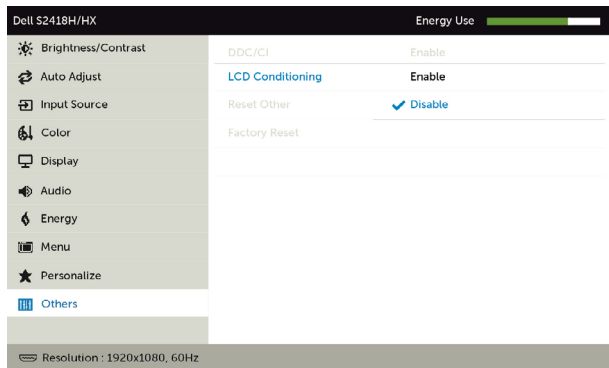 Dell S2418H/HX
Energy Use
Brightness/Contrast
Auto Adjust
Input Source
Color
Display
Audio
Energy
Menu
Personalize
Others
DDC/CI Enable
LCD Conditioning Enable
Reset Other Disable
Factory Reset
Resolution : 1920x1080, 60Hz